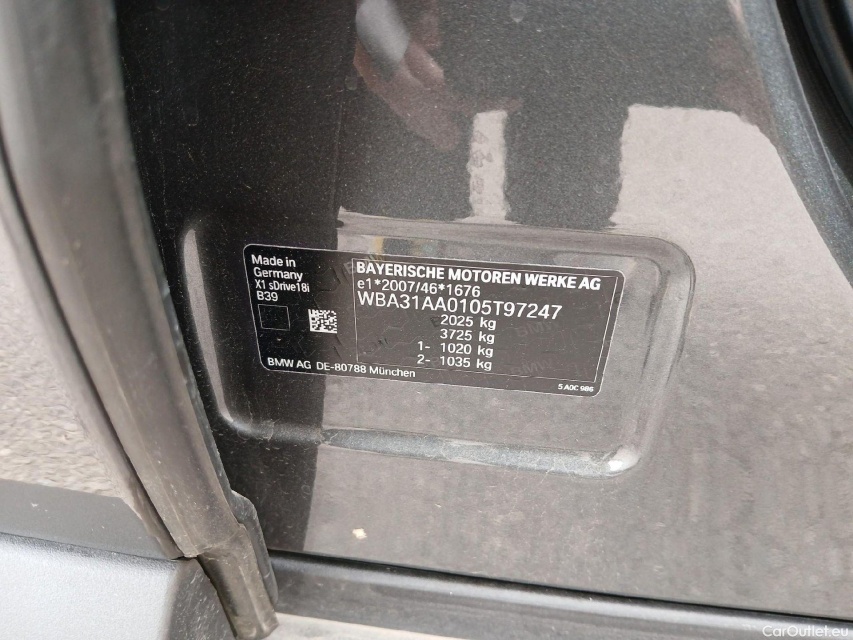 Made in
Germany
X1 sDrive18i
B39
BAYERISCHE MOTOREN WERKE AG
e1*2007/46*1676
WBA31AA0105T97247
2025 kg
3725 kg
1- 1020 kg
2- 1035 kg
BMW AG DE-80788 München
5 A0C 986
CarOutlet.eu